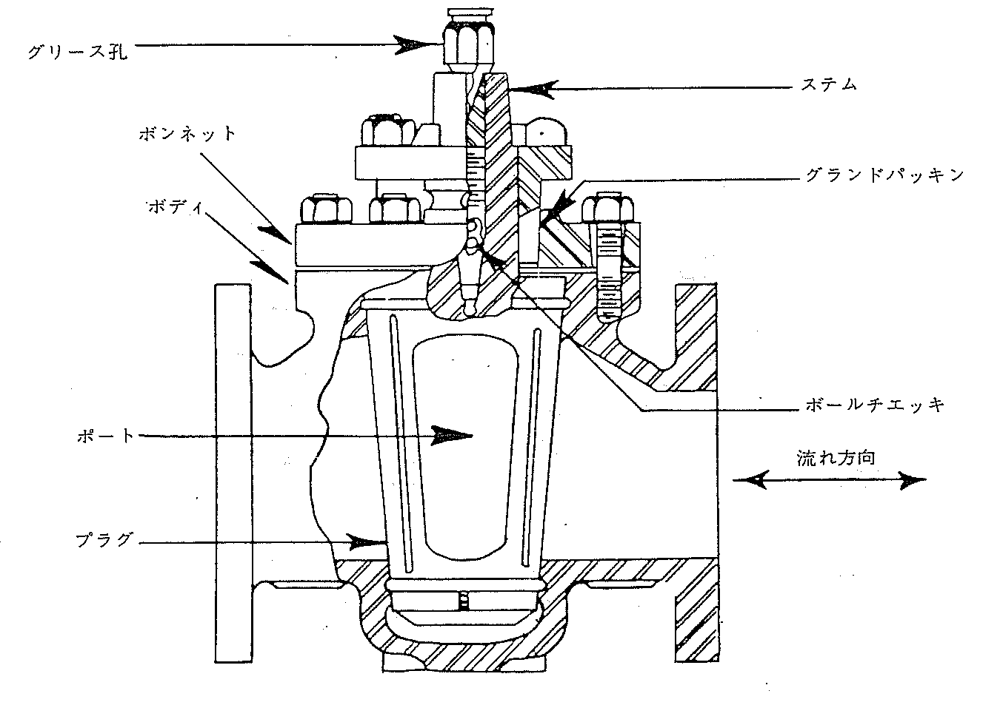 グリース孔
ステム
ボンネット
グランドパッキン
ボディ
ボールチエッキ
ポート
流れ方向
プラグ